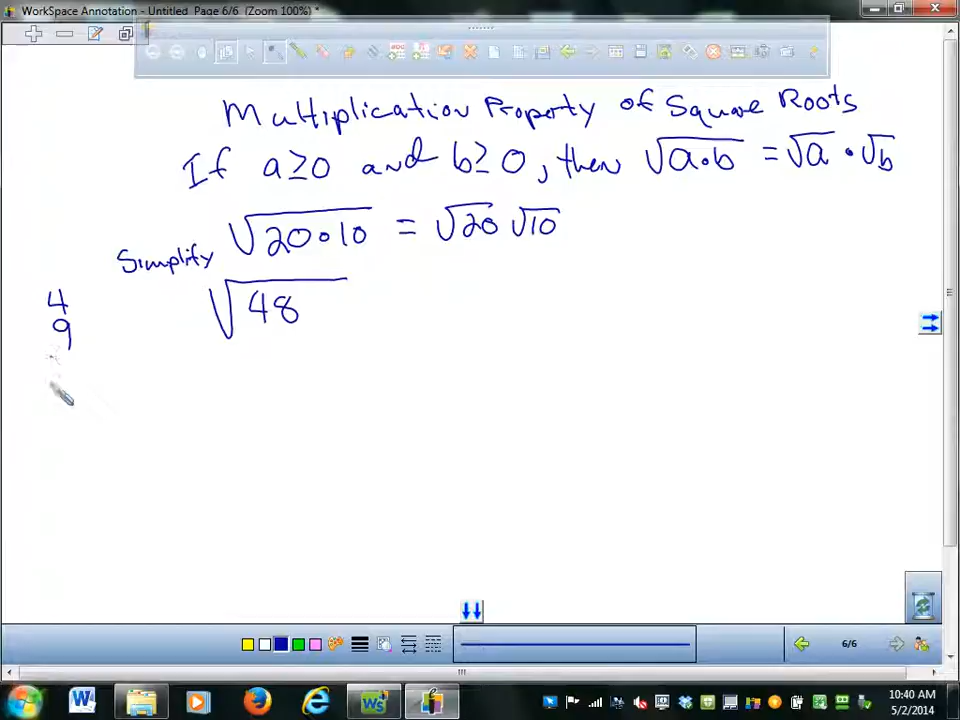 WorkSpace Annotation - Untitled Page 6/6 (Zoom 100%) *
Multiplication Property of Square Roots
If a≥0 and b≥0, then √a•b = √a • √b
√20•10 = √20 √10
Simplify
√48
4
9
6/6
10:40 AM
5/2/2014